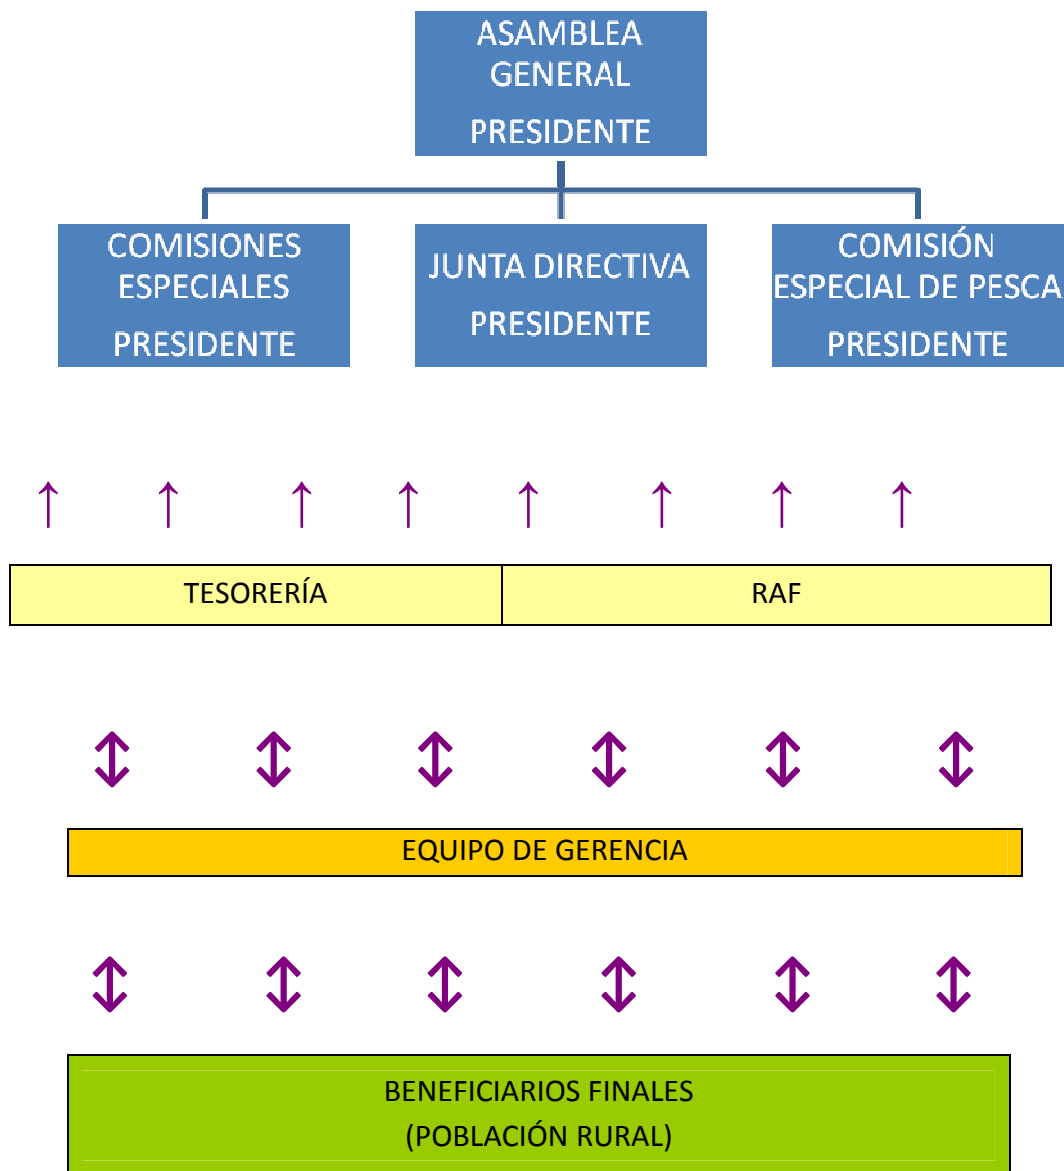 ASAMBLEA
GENERAL
PRESIDENTE
COMISIONES
ESPECIALES
PRESIDENTE
JUNTA DIRECTIVA
PRESIDENTE
COMISIÓN
ESPECIAL DE PESCA
PRESIDENTE
TESORERÍA
RAF
EQUIPO DE GERENCIA
BENEFICIARIOS FINALES
(POBLACIÓN RURAL)